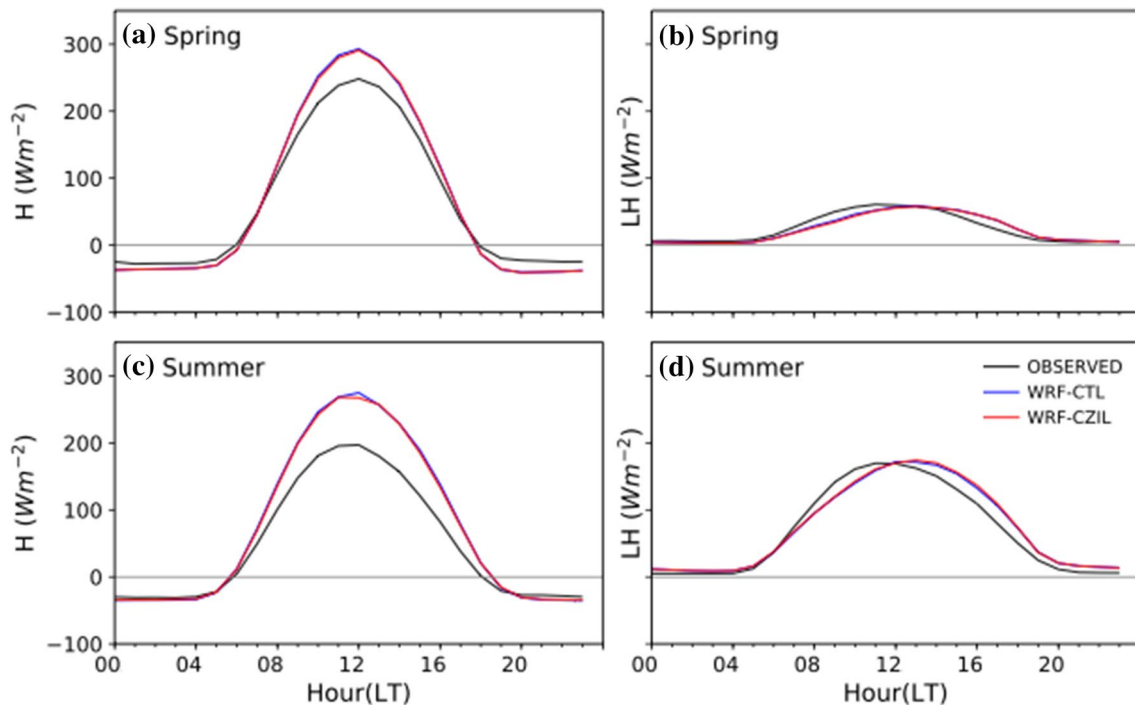 (a) Spring
(b) Spring
300
200
100
0
−100
H (Wm⁻²)
LH (Wm⁻²)
(c) Summer
(d) Summer
OBSERVED
WRF-CTL
WRF-CZIL
300
200
100
0
−100
H (Wm⁻²)
LH (Wm⁻²)
00 04 08 12 16 20
00 04 08 12 16 20
Hour(LT)
Hour(LT)